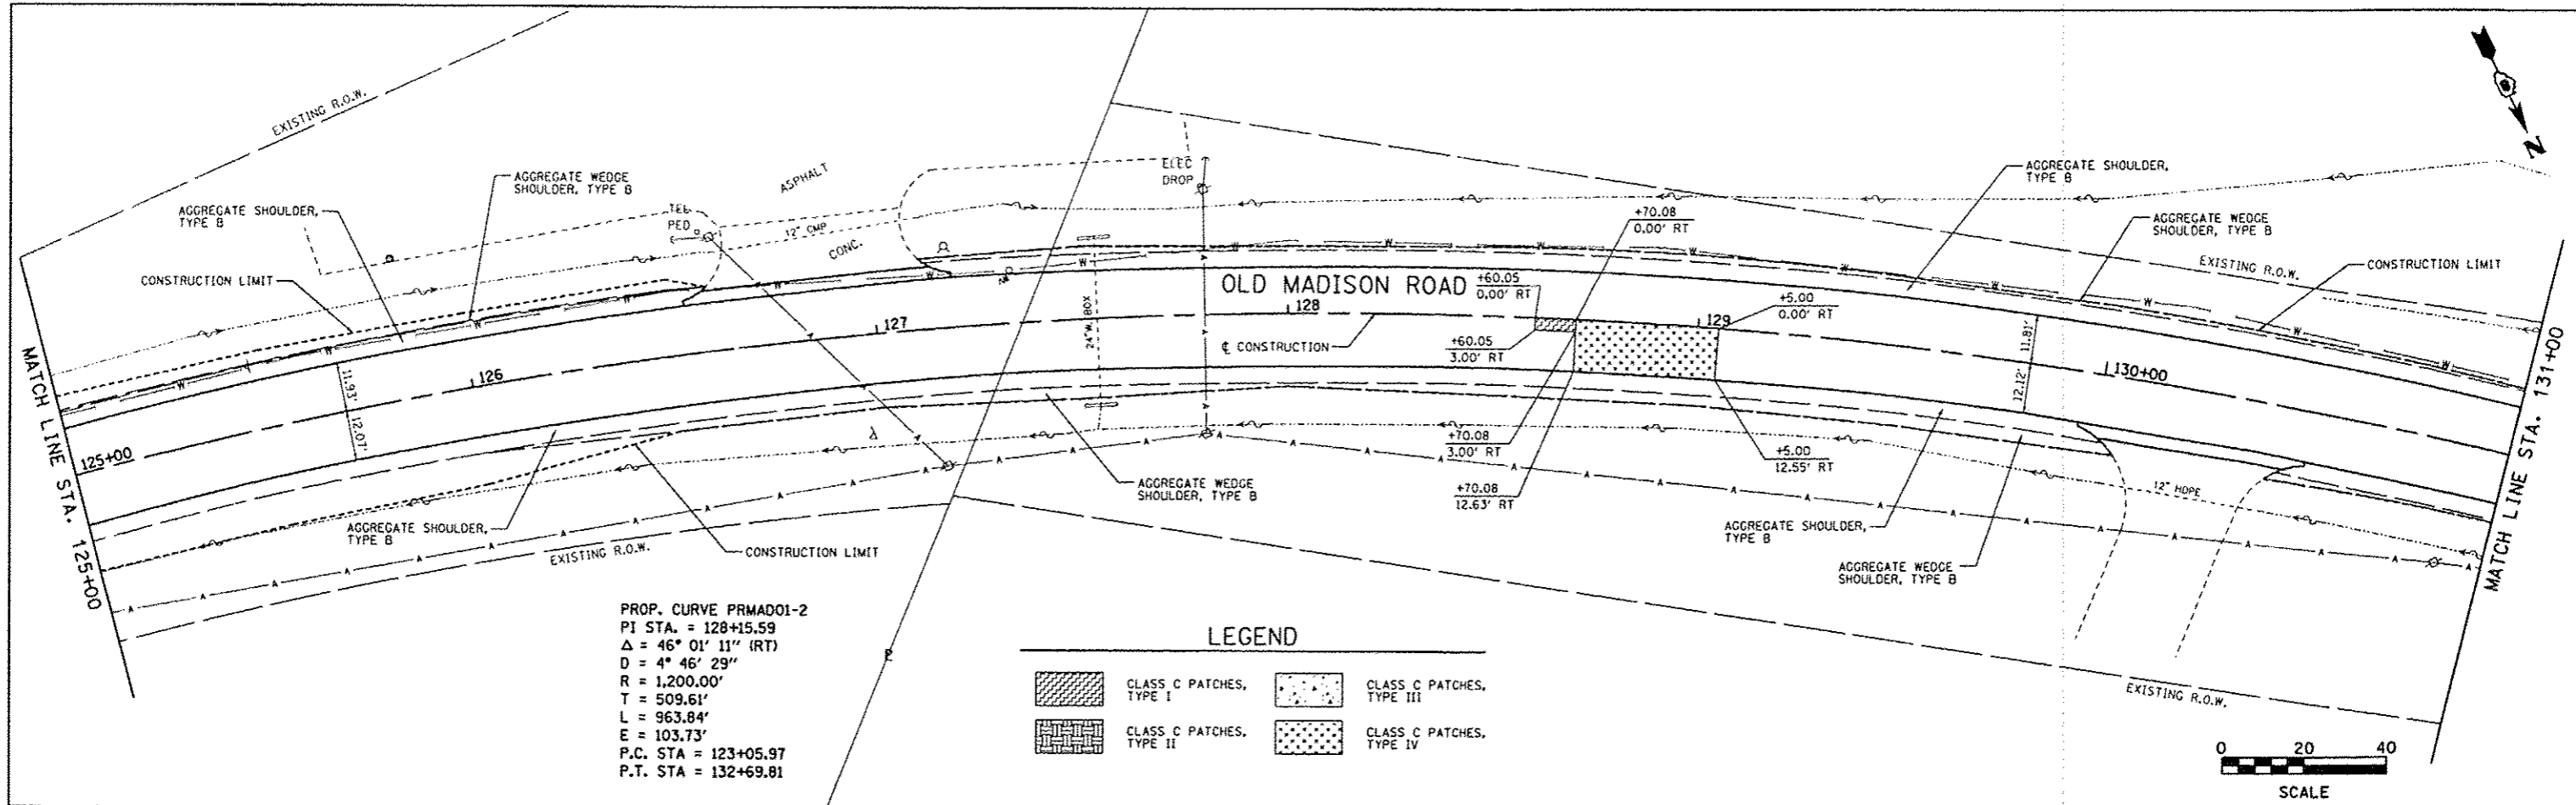 EXISTING R.O.W.
AGGREGATE WEDGE
SHOULDER, TYPE B
AGGREGATE SHOULDER,
TYPE B
CONSTRUCTION LIMIT
TEL
PED
ASPHALT
12" CMP
CONC.
ELEC
DROP
AGGREGATE SHOULDER,
TYPE B
AGGREGATE WEDGE
SHOULDER, TYPE B
EXISTING R.O.W.
CONSTRUCTION LIMIT
N
OLD MADISON ROAD
+70.08
0.00' RT
+60.05
0.00' RT
+5.00
0.00' RT
+60.05
3.00' RT
+70.08
3.00' RT
+70.08
12.63' RT
+5.00
12.55' RT
MATCH LINE STA. 125+00
125+00
126
127
128
129
130+00
MATCH LINE STA. 131+00
11.93'
12.07'
11.81'
12.12'
24"W. BOX
℄ CONSTRUCTION
AGGREGATE SHOULDER,
TYPE B
EXISTING R.O.W.
CONSTRUCTION LIMIT
AGGREGATE WEDGE
SHOULDER, TYPE B
AGGREGATE SHOULDER,
TYPE B
AGGREGATE WEDGE
SHOULDER, TYPE B
12" HDPE
EXISTING R.O.W.
PROP. CURVE PRMAD01-2
PI STA. = 128+15.59
Δ = 46° 01' 11" (RT)
D = 4° 46' 29"
R = 1,200.00'
T = 509.61'
L = 963.84'
E = 103.73'
P.C. STA = 123+05.97
P.T. STA = 132+69.81
LEGEND
CLASS C PATCHES,
TYPE I
CLASS C PATCHES,
TYPE II
CLASS C PATCHES,
TYPE III
CLASS C PATCHES,
TYPE IV
0 20 40
SCALE